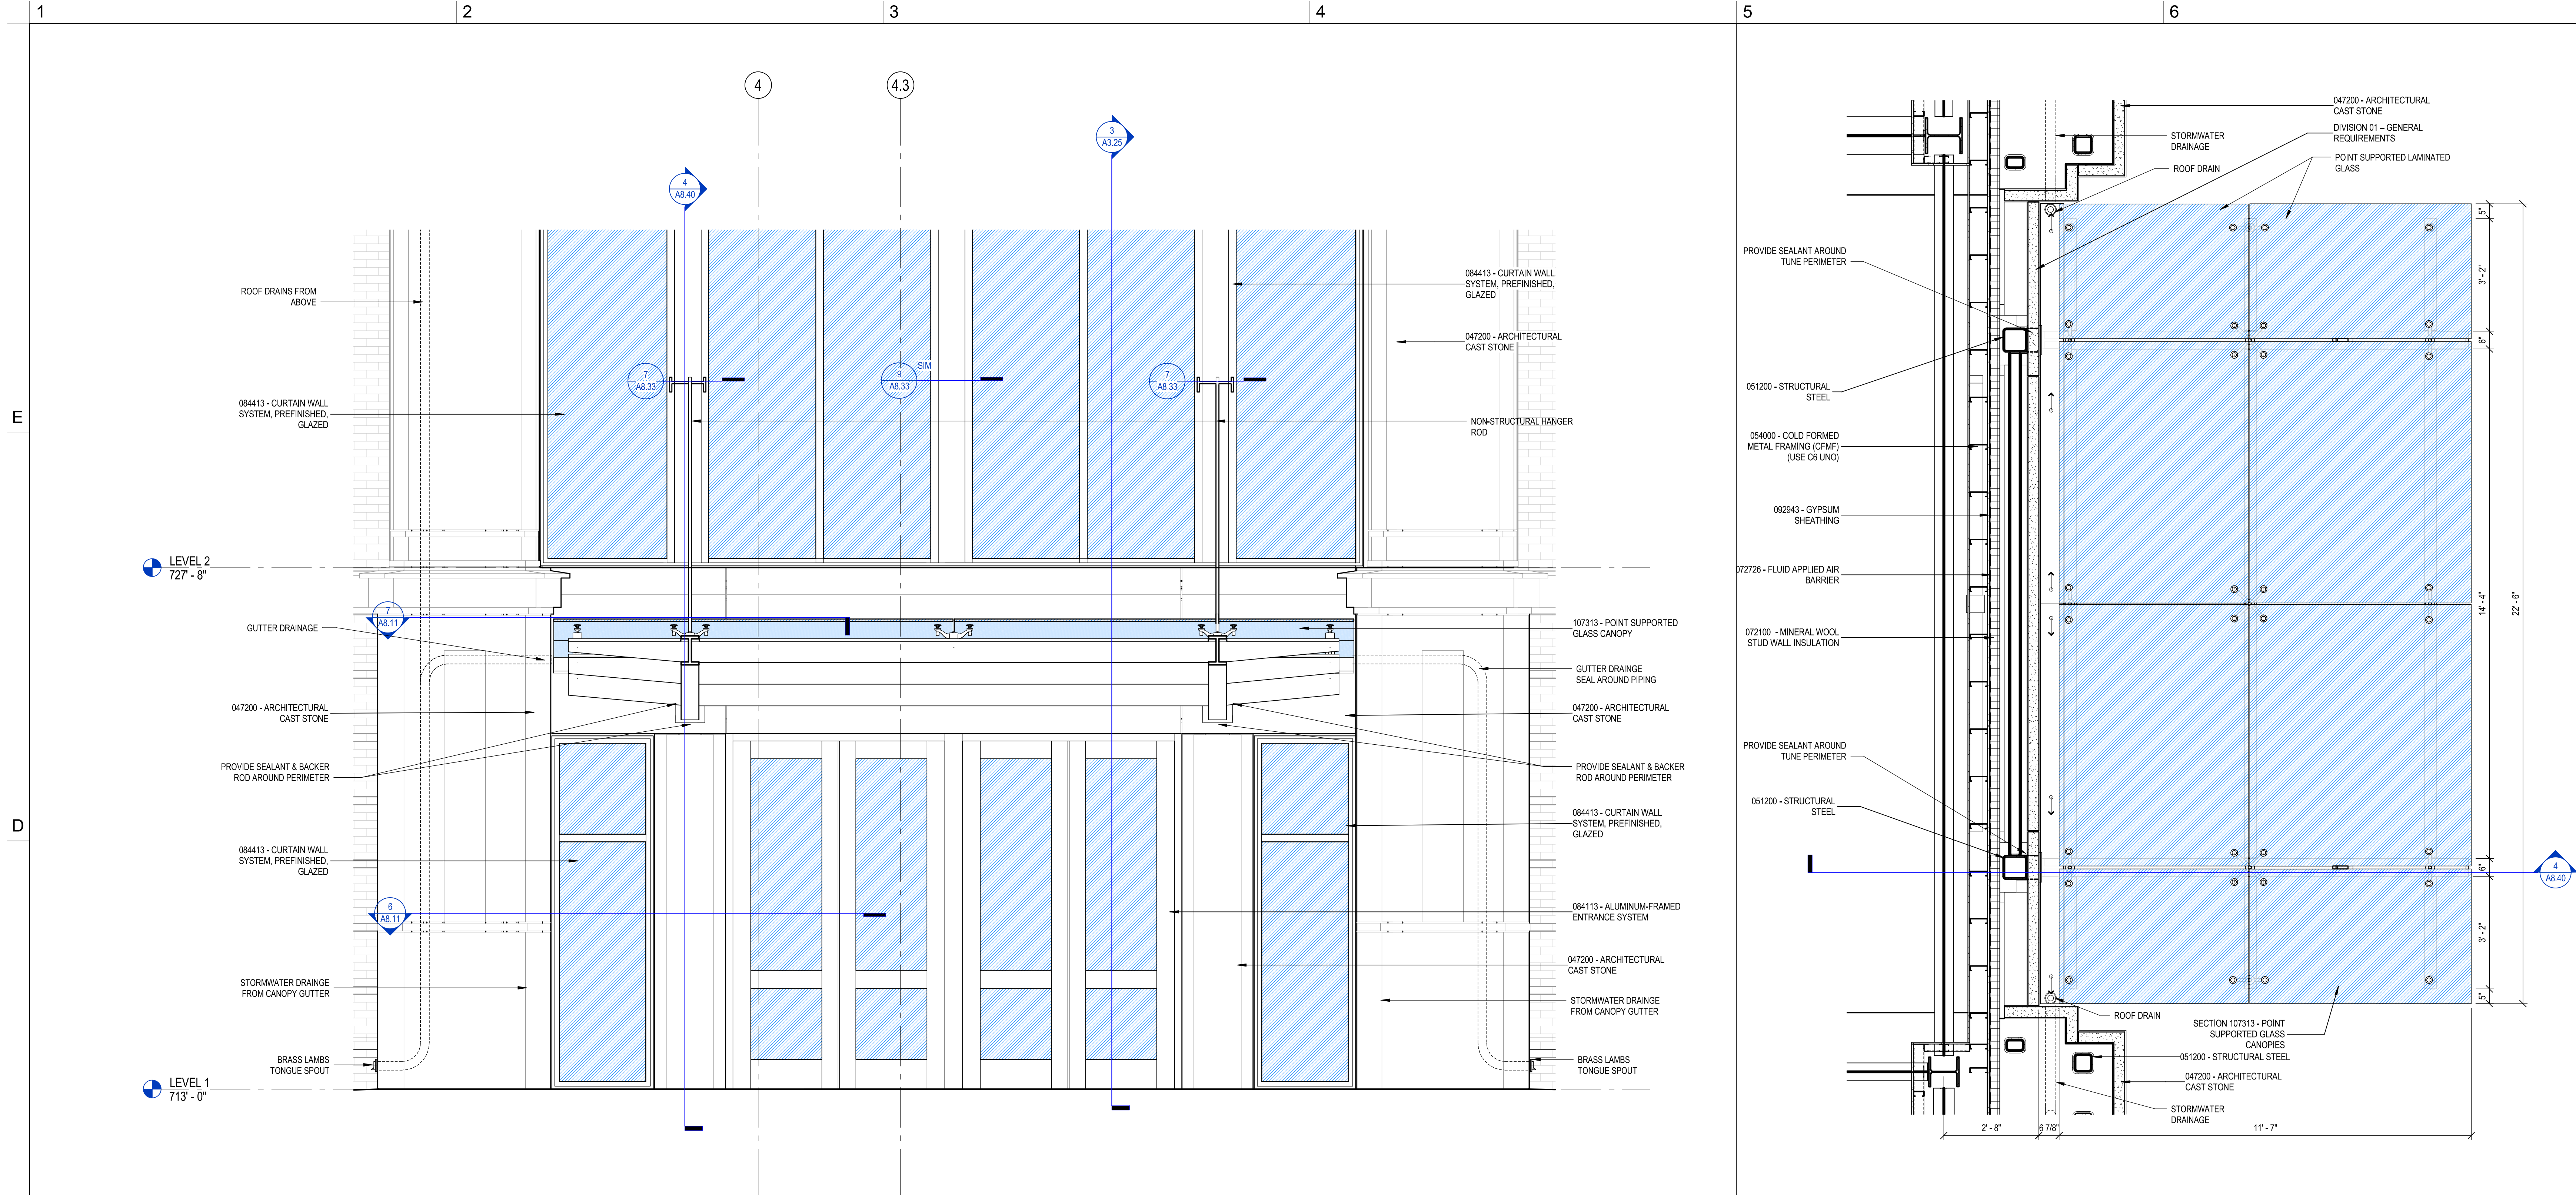 1
2
3
4
5
6
4
4.3
3
A3.25
4
A8.40
ROOF DRAINS FROM
ABOVE
084413 - CURTAIN WALL
SYSTEM, PREFINISHED,
GLAZED
047200 - ARCHITECTURAL
CAST STONE
7
A8.33
9
A8.33
SIM
7
A8.33
084413 - CURTAIN WALL
SYSTEM, PREFINISHED,
GLAZED
NON-STRUCTURAL HANGER
ROD
E
LEVEL 2
727' - 8"
7
A8.11
GUTTER DRAINAGE
107313 - POINT SUPPORTED
GLASS CANOPY
GUTTER DRAINGE
SEAL AROUND PIPING
047200 - ARCHITECTURAL
CAST STONE
047200 - ARCHITECTURAL
CAST STONE
PROVIDE SEALANT & BACKER
ROD AROUND PERIMETER
PROVIDE SEALANT & BACKER
ROD AROUND PERIMETER
D
084413 - CURTAIN WALL
SYSTEM, PREFINISHED,
GLAZED
084413 - CURTAIN WALL
SYSTEM, PREFINISHED,
GLAZED
6
A8.11
084113 - ALUMINUM-FRAMED
ENTRANCE SYSTEM
047200 - ARCHITECTURAL
CAST STONE
STORMWATER DRAINGE
FROM CANOPY GUTTER
STORMWATER DRAINGE
FROM CANOPY GUTTER
BRASS LAMBS
TONGUE SPOUT
BRASS LAMBS
TONGUE SPOUT
LEVEL 1
713' - 0"
047200 - ARCHITECTURAL
CAST STONE
DIVISION 01 – GENERAL
REQUIREMENTS
STORMWATER
DRAINAGE
POINT SUPPORTED LAMINATED
GLASS
ROOF DRAIN
PROVIDE SEALANT AROUND
TUNE PERIMETER
051200 - STRUCTURAL
STEEL
054000 - COLD FORMED
METAL FRAMING (CFMF)
(USE C6 UNO)
092943 - GYPSUM
SHEATHING
072726 - FLUID APPLIED AIR
BARRIER
072100 - MINERAL WOOL
STUD WALL INSULATION
PROVIDE SEALANT AROUND
TUNE PERIMETER
051200 - STRUCTURAL
STEEL
5"
3' - 2"
6"
14' - 4"
22' - 6"
6"
3' - 2"
5"
4
A8.40
ROOF DRAIN
SECTION 107313 - POINT
SUPPORTED GLASS
CANOPIES
051200 - STRUCTURAL STEEL
047200 - ARCHITECTURAL
CAST STONE
STORMWATER
DRAINAGE
2' - 8"
6 7/8"
11' - 7"